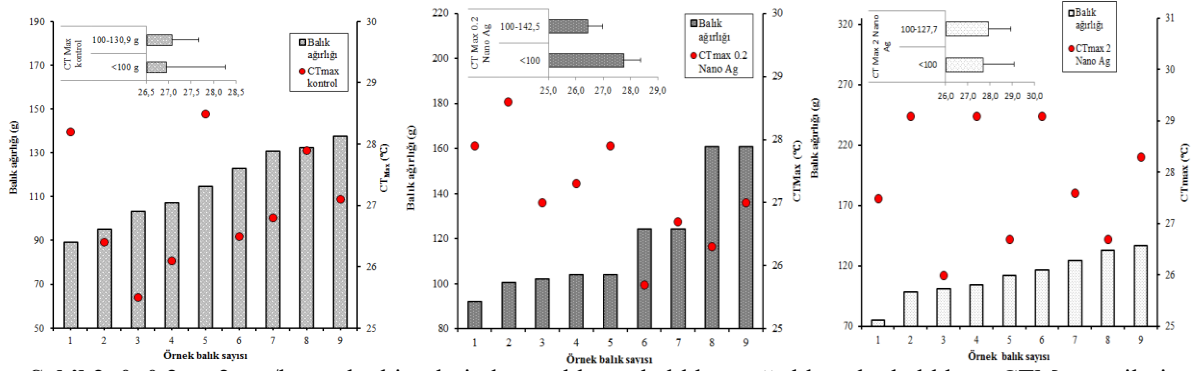 190
170
150
130
110
90
70
50
Balık ağırlığı (g)
CT Max kontrol
100-130,9 g
<100 g
26,5 27,0 27,5 28,0 28,5
Balık ağırlığı
CTmax kontrol
30
29
28
27
26
25
CTMax (ºC)
1 2 3 4 5 6 7 8 9
Örnek balık sayısı
220
200
180
160
140
120
100
80
Balık ağırlığı (g)
CT Max 0.2 Nano Ag
100-142,5
<100
25,0 26,0 27,0 28,0 29,0
Balık ağırlığı
CTmax 0.2 Nano Ag
30
29
28
27
26
25
CTMax (ºC)
1 2 3 4 5 6 7 8 9
Örnek balık sayısı
320
270
220
170
120
70
Balık ağırlığı (g)
CT Max 2 Nano Ag
100-127,7
<100
26,0 27,0 28,0 29,0 30,0
Balık ağırlığı
CTmax 2 Nano Ag
31
30
29
28
27
26
25
CTmax (ºC)
1 2 3 4 5 6 7 8 9
Örnek balık sayısı